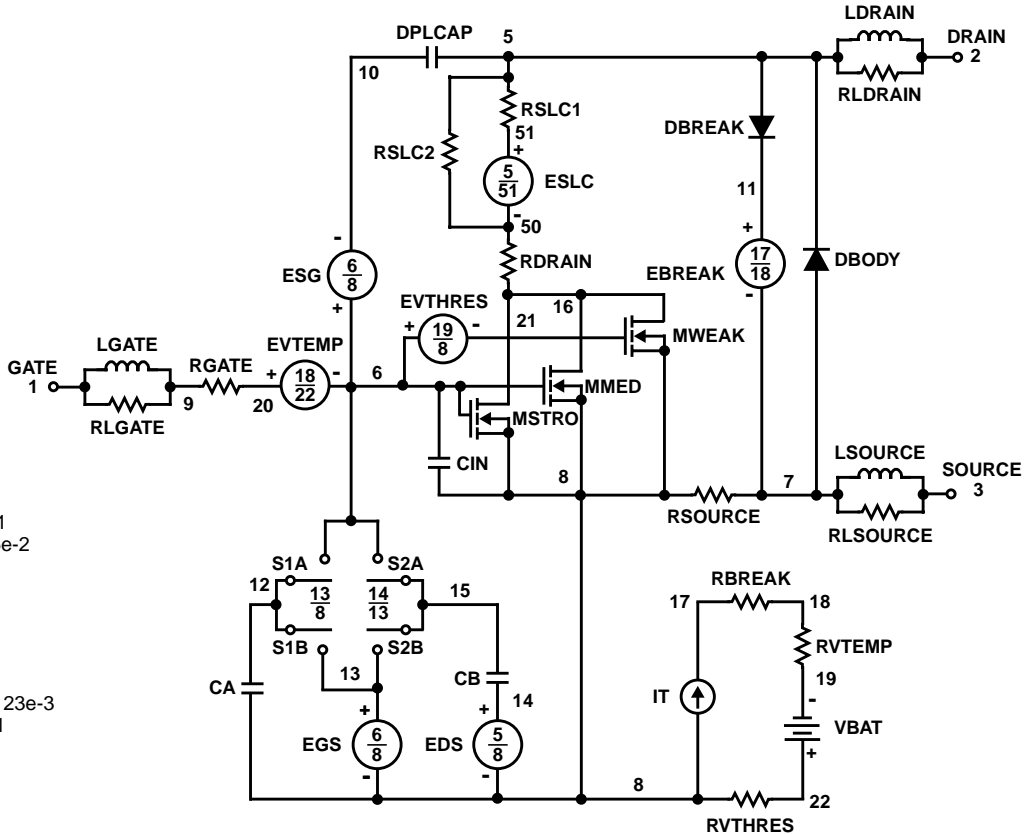 LDRAIN
DPLCAP 5 DRAIN
2
10
RLDRAIN
RSLC1
51
DBREAK
RSLC2
+
5
51
ESLC
11
-
50
-
+
RDRAIN
17
18
DBODY
ESG
6
8
EBREAK
EVTHRES
16
-
+
+
19
8
-
21
MWEAK
LGATE
EVTEMP
GATE
1
RGATE
+
18
22
-
6
MMED
9
20
MSTRO
RLGATE
LSOURCE
CIN
8
7
SOURCE
3
RSOURCE
RLSOURCE
1
e-2
S1A
S2A
12
13
8
14
13
15
RBREAK
17
18
S1B
S2B
RVTEMP
13
CB
19
CA
IT
-
23e-3
14
+
+
VBAT
EGS
6
8
EDS
5
8
+
-
-
8
22
RVTHRES